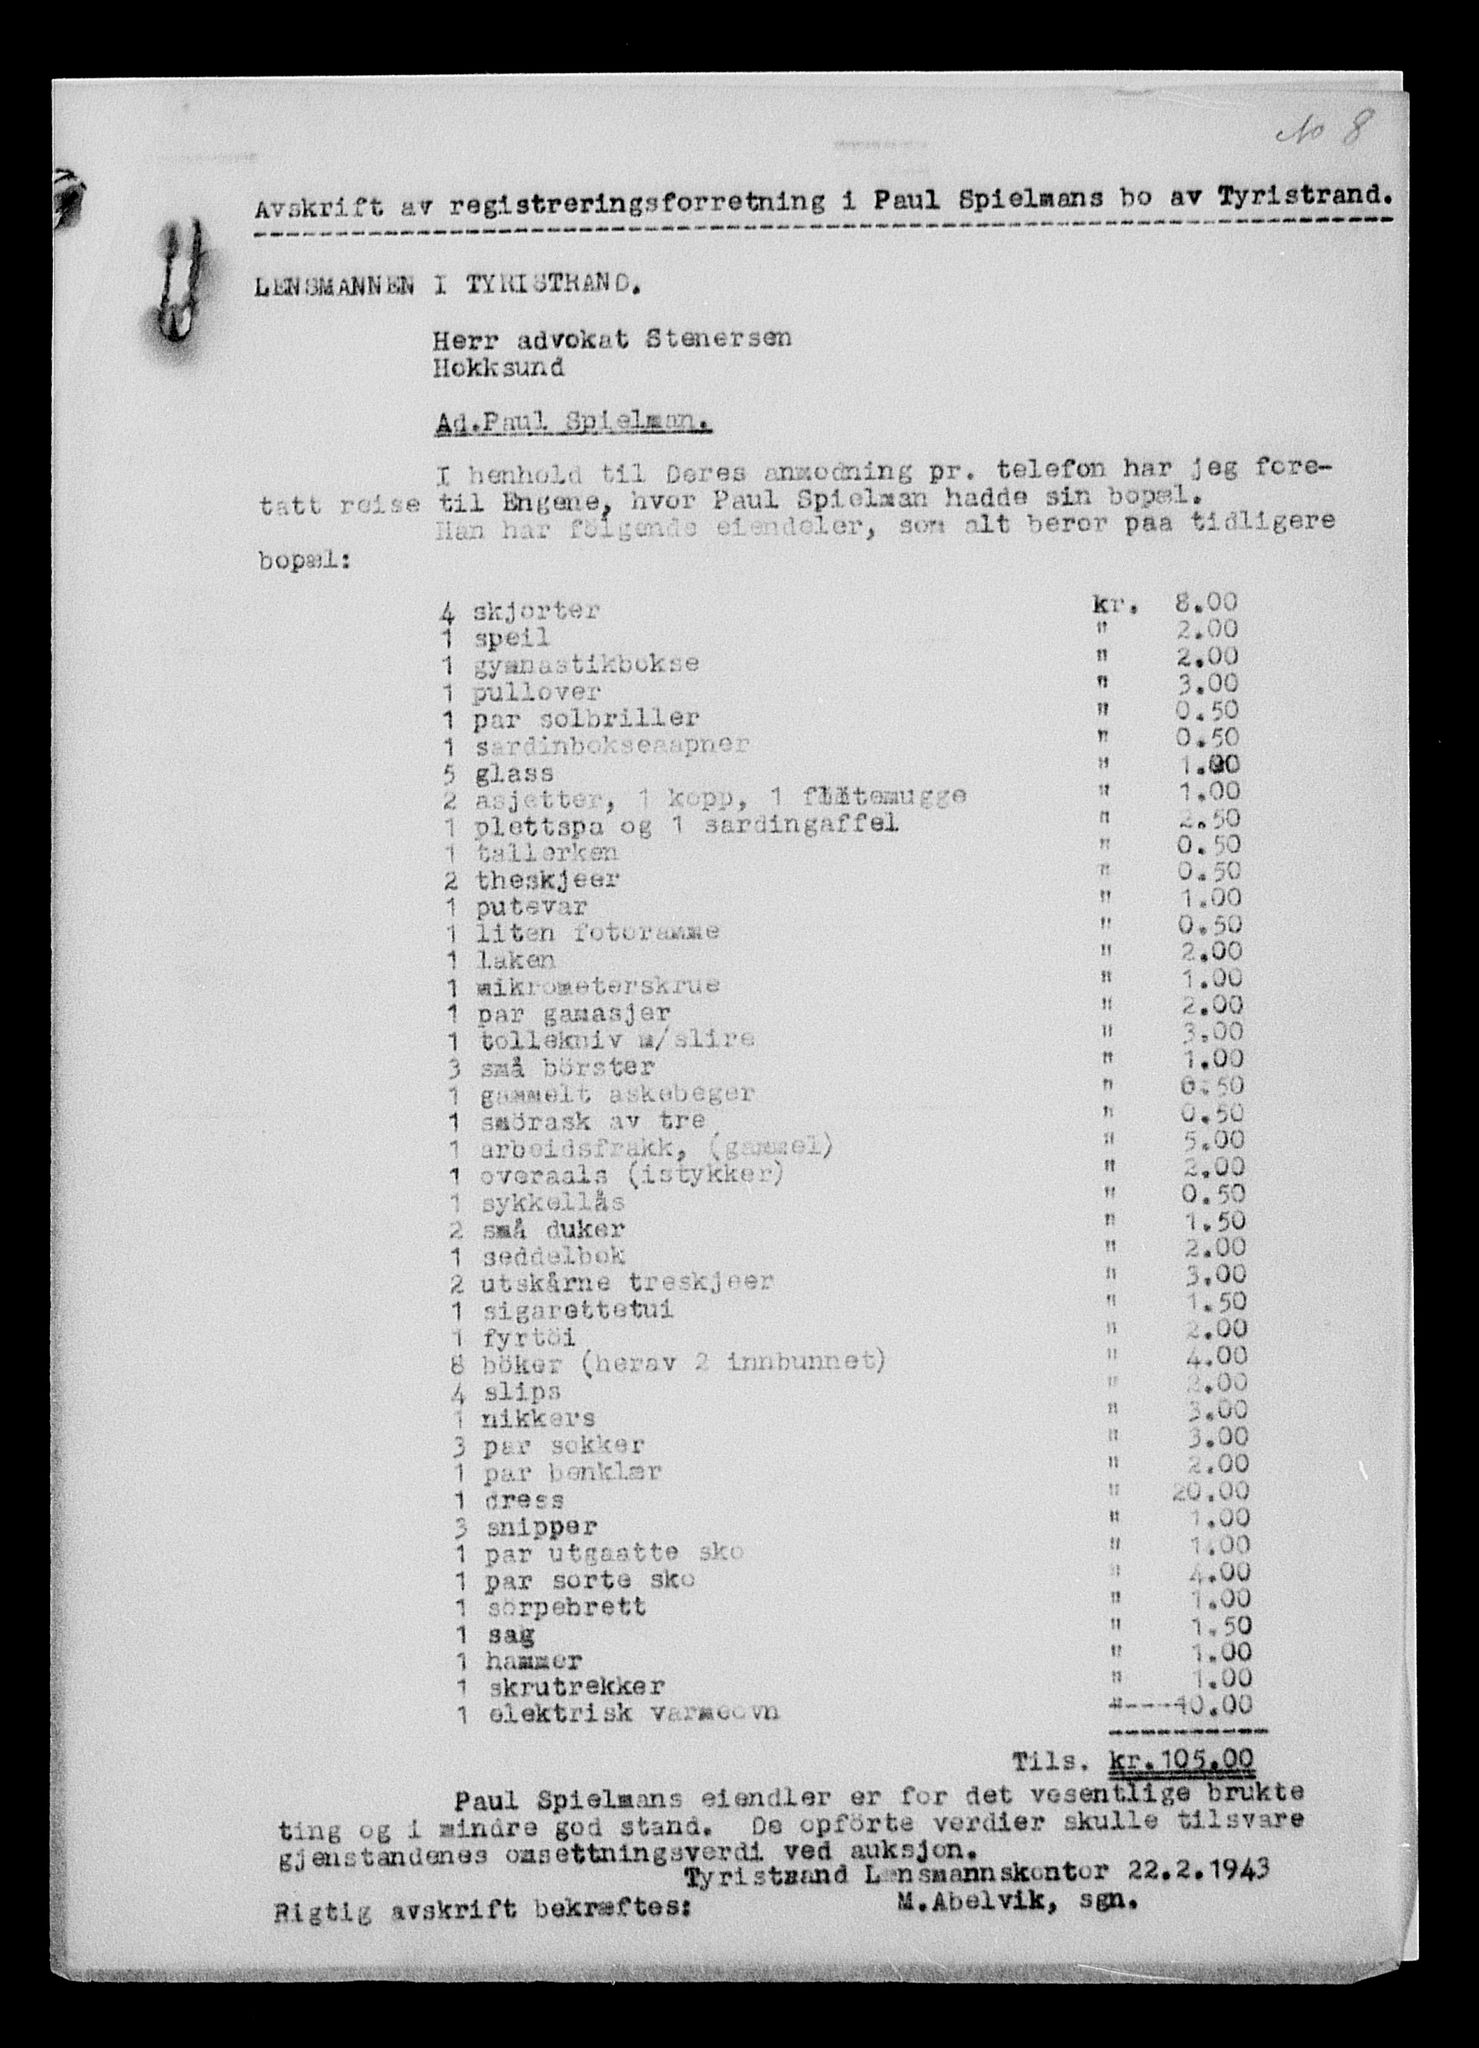 No 8
Avskrift av registreringsforretning i Paul Spielmans bo av Tyristrand.
LENSMANNEN I TYRISTRAND.
Herr advokat Stenersen
Hokksund
Ad.Paul Spielman.
I henhold til Deres anmodning pr. telefon har jeg fore-
tatt reise til Engene, hvor Paul Spielman hadde sin bopæl.
Han har fölgende eiendeler, som alt beror paa tidligere
bopæl:
4 skjorter kr. 8.00
1 speil " 2.00
1 gymnastikbokse " 2.00
1 pullover " 3.00
1 par solbriller " 0.50
1 sardinbokseaapner " 0.50
5 glass " 1.00
2 asjetter, 1 kopp, 1 flötemugge " 1.00
1 plettspa og 1 sardingaffel " 2.50
1 tallerken " 0.50
2 theskjeer " 0.50
1 putevar " 1.00
1 liten fotoramme " 0.50
1 laken " 2.00
1 mikrometerskrue " 1.00
1 par gamasjer " 2.00
1 tollekniv m/slire " 3.00
3 små börster " 1.00
1 gammelt askebeger " 0.50
1 smörask av tre " 0.50
1 arbeidsfrakk, (gammel) " 5.00
1 overaals (istykker) " 2.00
1 sykkellås " 0.50
2 små duker " 1.50
1 seddelbok " 2.00
2 utskårne treskjeer " 3.00
1 sigarettetui " 1.50
1 fyrtöi " 2.00
8 böker (herav 2 innbunnet) " 4.00
4 slips " 2.00
1 nikkers " 3.00
3 par sokker " 3.00
1 par benklær " 2.00
1 dress " 20.00
3 snipper " 1.00
1 par utgaatte sko " 1.00
1 par sorte sko " 4.00
1 sörpebrett " 1.00
1 sag " 1.50
1 hammer " 1.00
1 skrutrekker " 1.00
1 elektrisk varmeovn "----10.00
Tils. kr.105.00
Paul Spielmans eiendler er for det vesentlige brukte
ting og i mindre god stand. De opförte verdier skulle tilsvare
gjenstandenes omsettningsverdi ved auksjon.
Tyristrand Lensmannskontor 22.2.1943
Rigtig avskrift bekræftes: M.Abelvik, sgn.